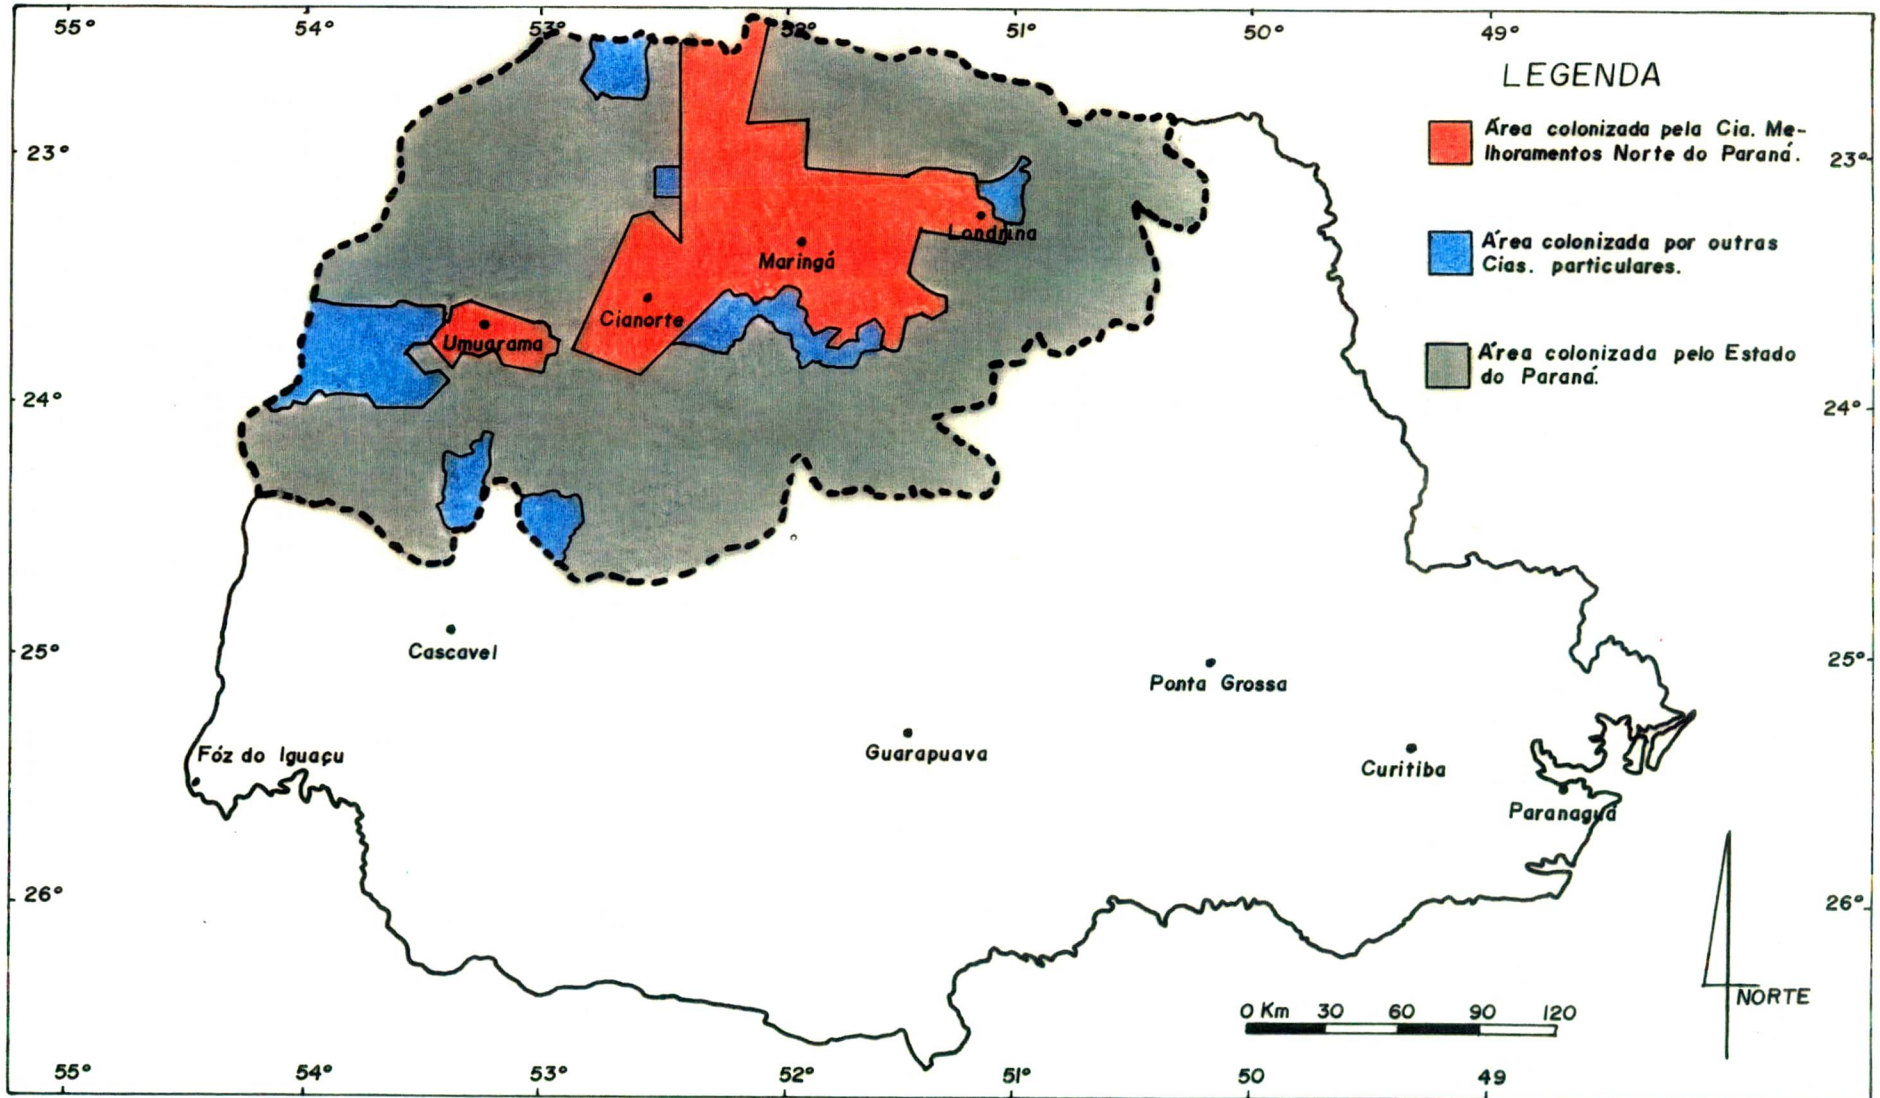 55° 54° 53° 52° 51° 50° 49°
LEGENDA
Área colonizada pela Cia. Me-
lhoramentos Norte do Paraná.
23° 23°
Londrina
Maringá
Área colonizada por outras
Cias. particulares.
Cianorte
Umuarama
Área colonizada pelo Estado
do Paraná.
24° 24°
Cascavel
25° 25°
Ponta Grossa
Fóz do Iguaçu
Guarapuava
Curitiba
Paranaguá
26° 26°
NORTE
0 Km 30 60 90 120
55° 54° 53° 52° 51° 50 49